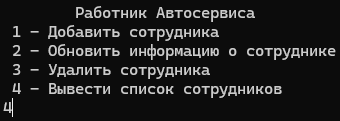 Работник Автосервиса
1 – Добавить сотрудника
2 – Обновить информацию о сотруднике
3 – Удалить сотрудника
4 – Вывести список сотрудников
4